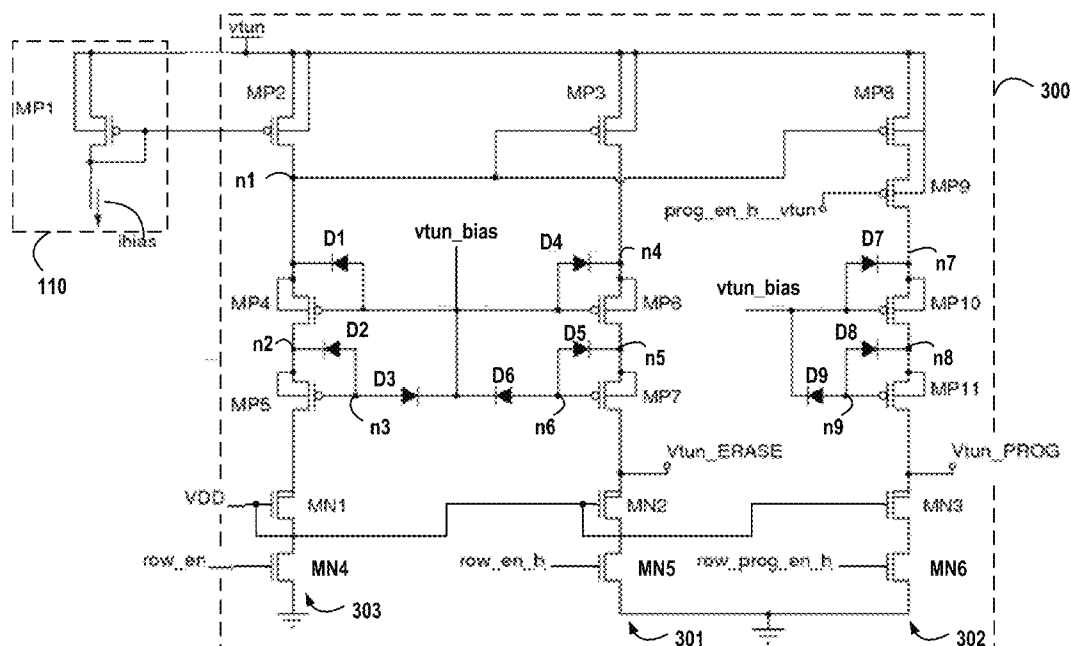 vtun
MP1
MP2
MP3
MP8
300
n1
MP9
prog_en_h__vtun
ibias
110
D1
vtun_bias
D4
n4
D7
n7
MP4
MP6
vtun_bias
MP10
n2
D2
D5
n5
D8
n8
MP5
D3
D6
MP7
D9
MP11
n3
n6
n9
Vtun_ERASE
Vtun_PROG
VDD
MN1
MN2
MN3
row_en
MN4
row_en_h
MN5
row_prog_en_h
MN6
303
301
302